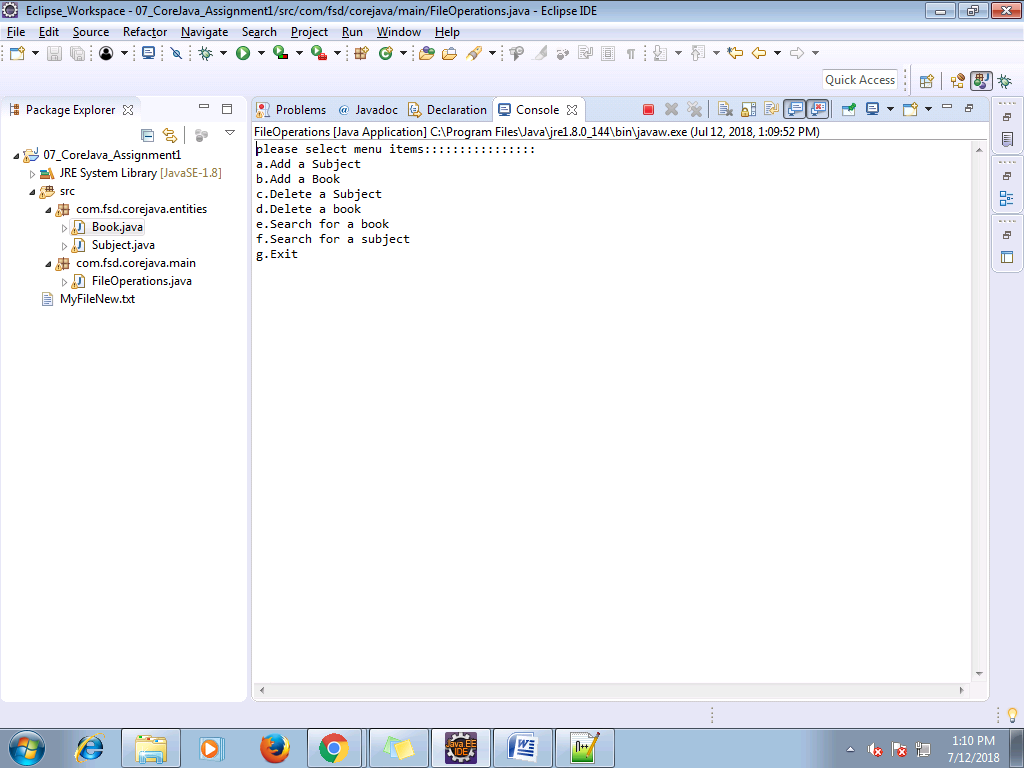 Eclipse_Workspace - 07_CoreJava_Assignment1/src/com/fsd/corejava/main/FileOperations.java - Eclipse IDE
File Edit Source Refactor Navigate Search Project Run Window Help
Quick Access
Package Explorer
07_CoreJava_Assignment1
JRE System Library [JavaSE-1.8]
src
com.fsd.corejava.entities
Book.java
Subject.java
com.fsd.corejava.main
FileOperations.java
MyFileNew.txt
Problems @ Javadoc Declaration Console
FileOperations [Java Application] C:\Program Files\Java\jre1.8.0_144\bin\javaw.exe (Jul 12, 2018, 1:09:52 PM)
please select menu items::::::::::::::::
a.Add a Subject
b.Add a Book
c.Delete a Subject
d.Delete a book
e.Search for a book
f.Search for a subject
g.Exit
Java EE
IDE
1:10 PM
7/12/2018